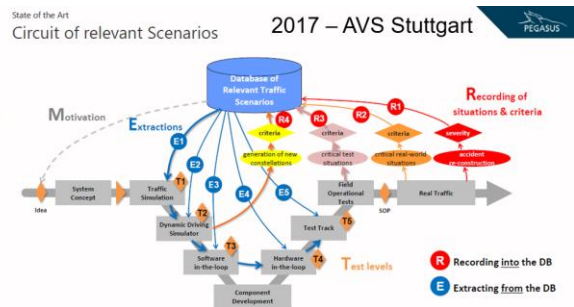 State of the Art
Circuit of relevant Scenarios
2017 – AVS Stuttgart
PEGASUS
Database of
Relevant Traffic
Scenarios
Motivation
Extractions
Recording of
situations & criteria
E1
E2
E3
E4
E5
R4
R3
R2
R1
criteria
criteria
criteria
severity
generation of new
constellations
critical test
situations
critical real-world
situations
accident
re-construction
Idea
System
Concept
Traffic
Simulation
T1
Dynamic Driving
Simulator
T2
Software
in-the-loop
T3
Component
Development
Hardware
in-the-loop
T4
Test Track
T5
Field
Operational
Tests
SOP
Real Traffic
Test levels
R Recording into the DB
E Extracting from the DB